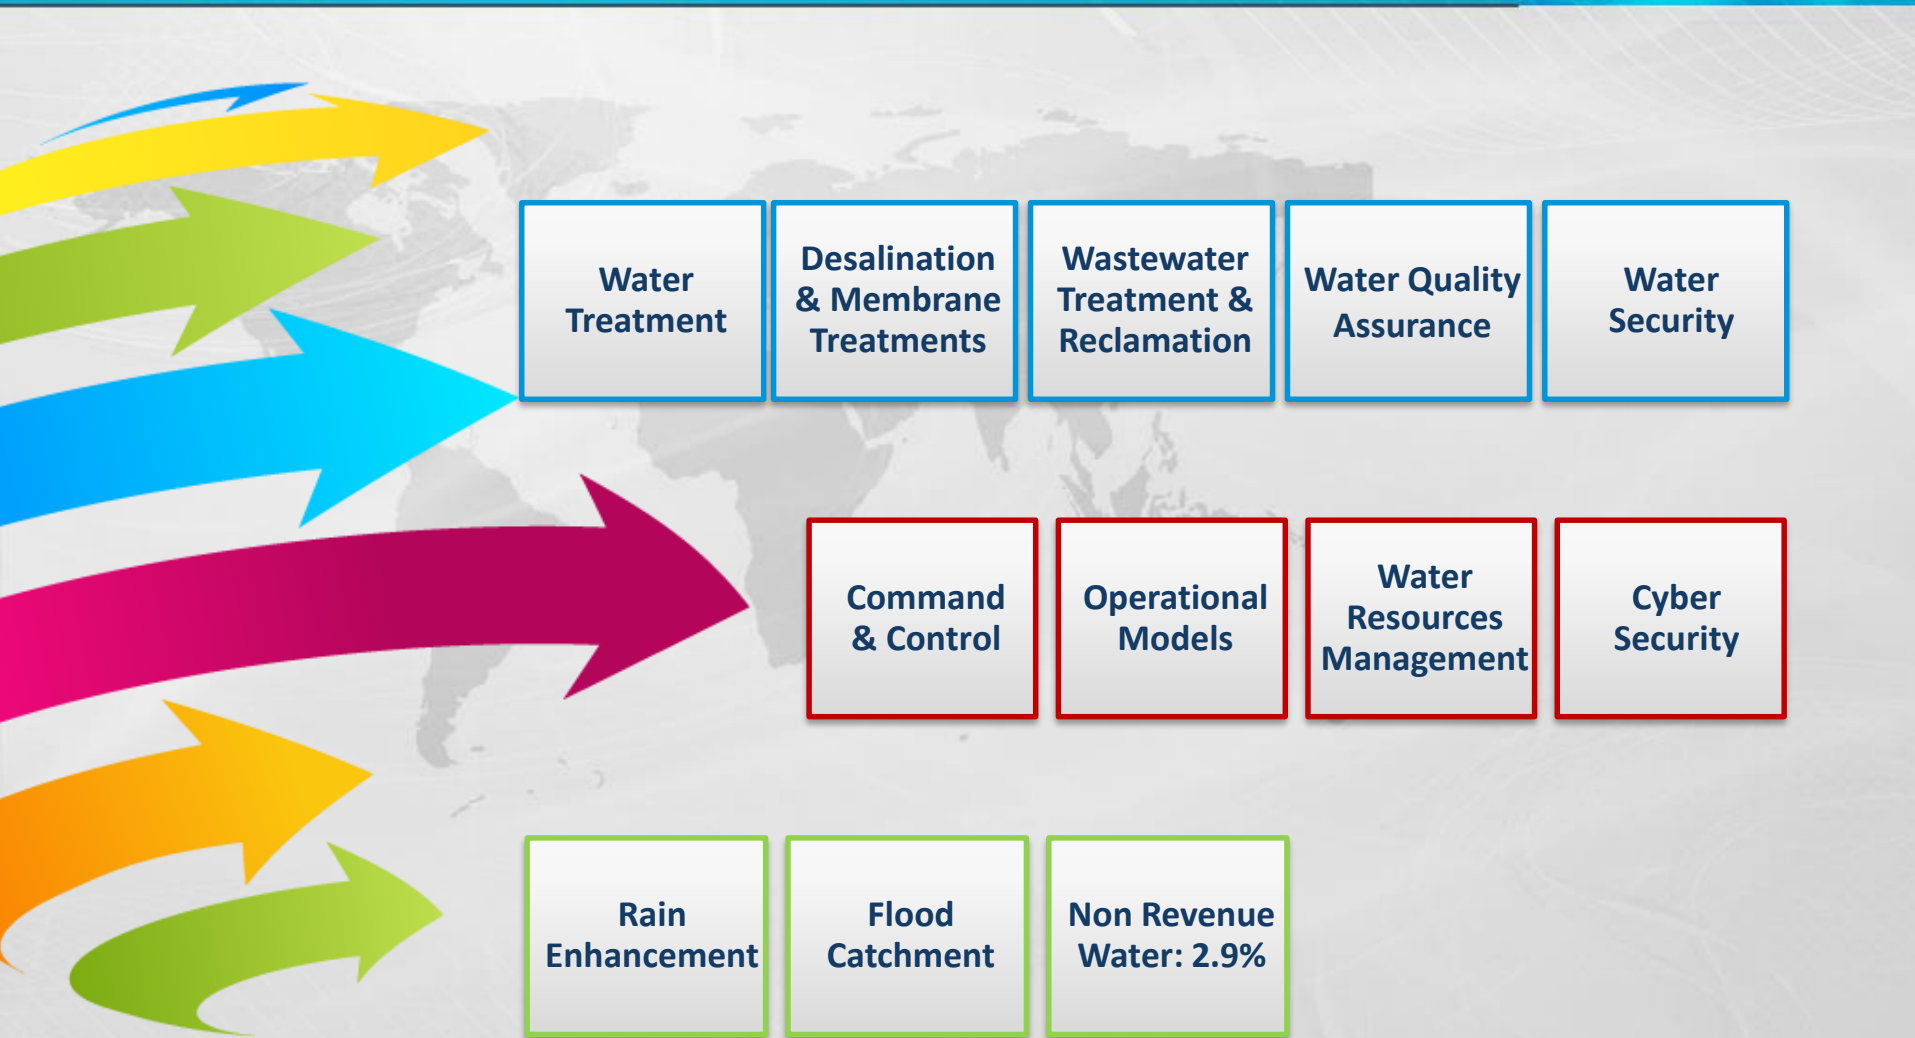 Water
Treatment
Desalination
& Membrane
Treatments
Wastewater
Treatment &
Reclamation
Water Quality
Assurance
Water
Security
Command
& Control
Operational
Models
Water
Resources
Management
Cyber
Security
Rain
Enhancement
Flood
Catchment
Non Revenue
Water: 2.9%